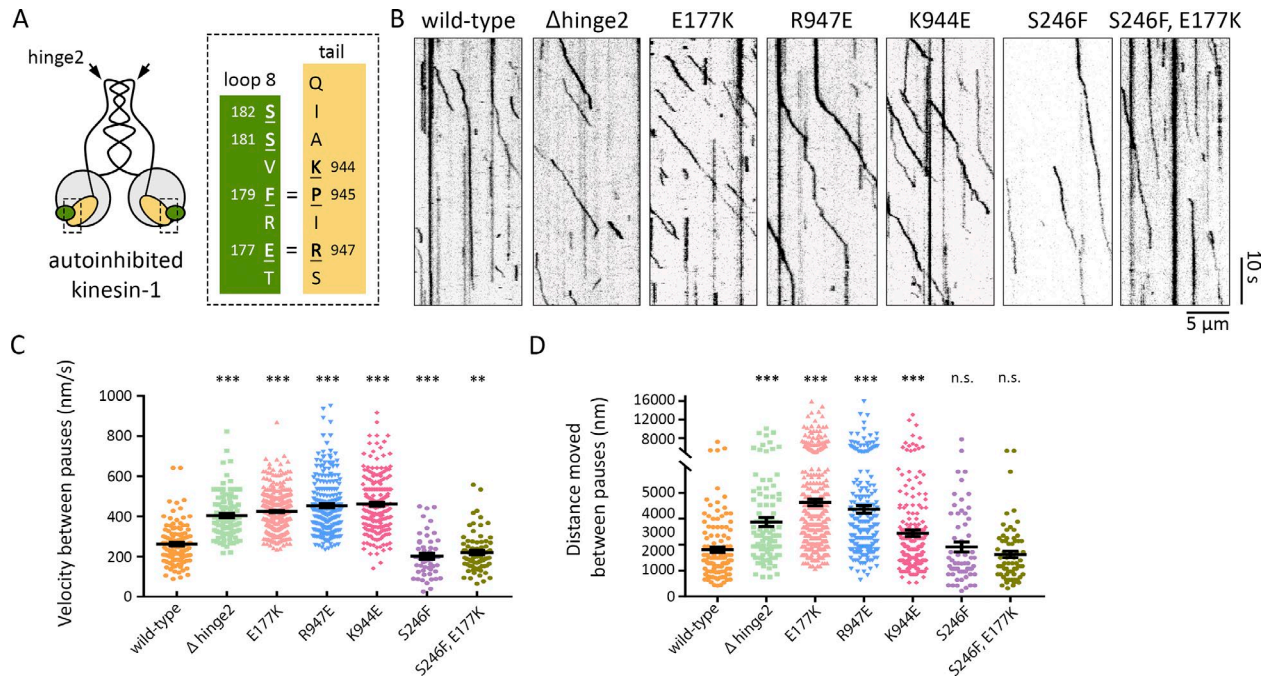 A
hinge2
autoinhibited
kinesin-1
tail
loop 8
Q
182 S
I
181 S
A
V
K 944
179 F = P 945
R
I
177 E = R 947
T
S
B
wild-type
Δhinge2
E177K
R947E
K944E
S246F
S246F, E177K
10 s
5 µm
C
Velocity between pauses (nm/s)
***
***
***
***
***
**
1000
800
600
400
200
0
wild-type
Δ hinge2
E177K
R947E
K944E
S246F
S246F, E177K
D
Distance moved
between pauses (nm)
***
***
***
***
n.s.
n.s.
16000
12000
8000
5000
4000
3000
2000
1000
0
wild-type
Δ hinge2
E177K
R947E
K944E
S246F
S246F, E177K